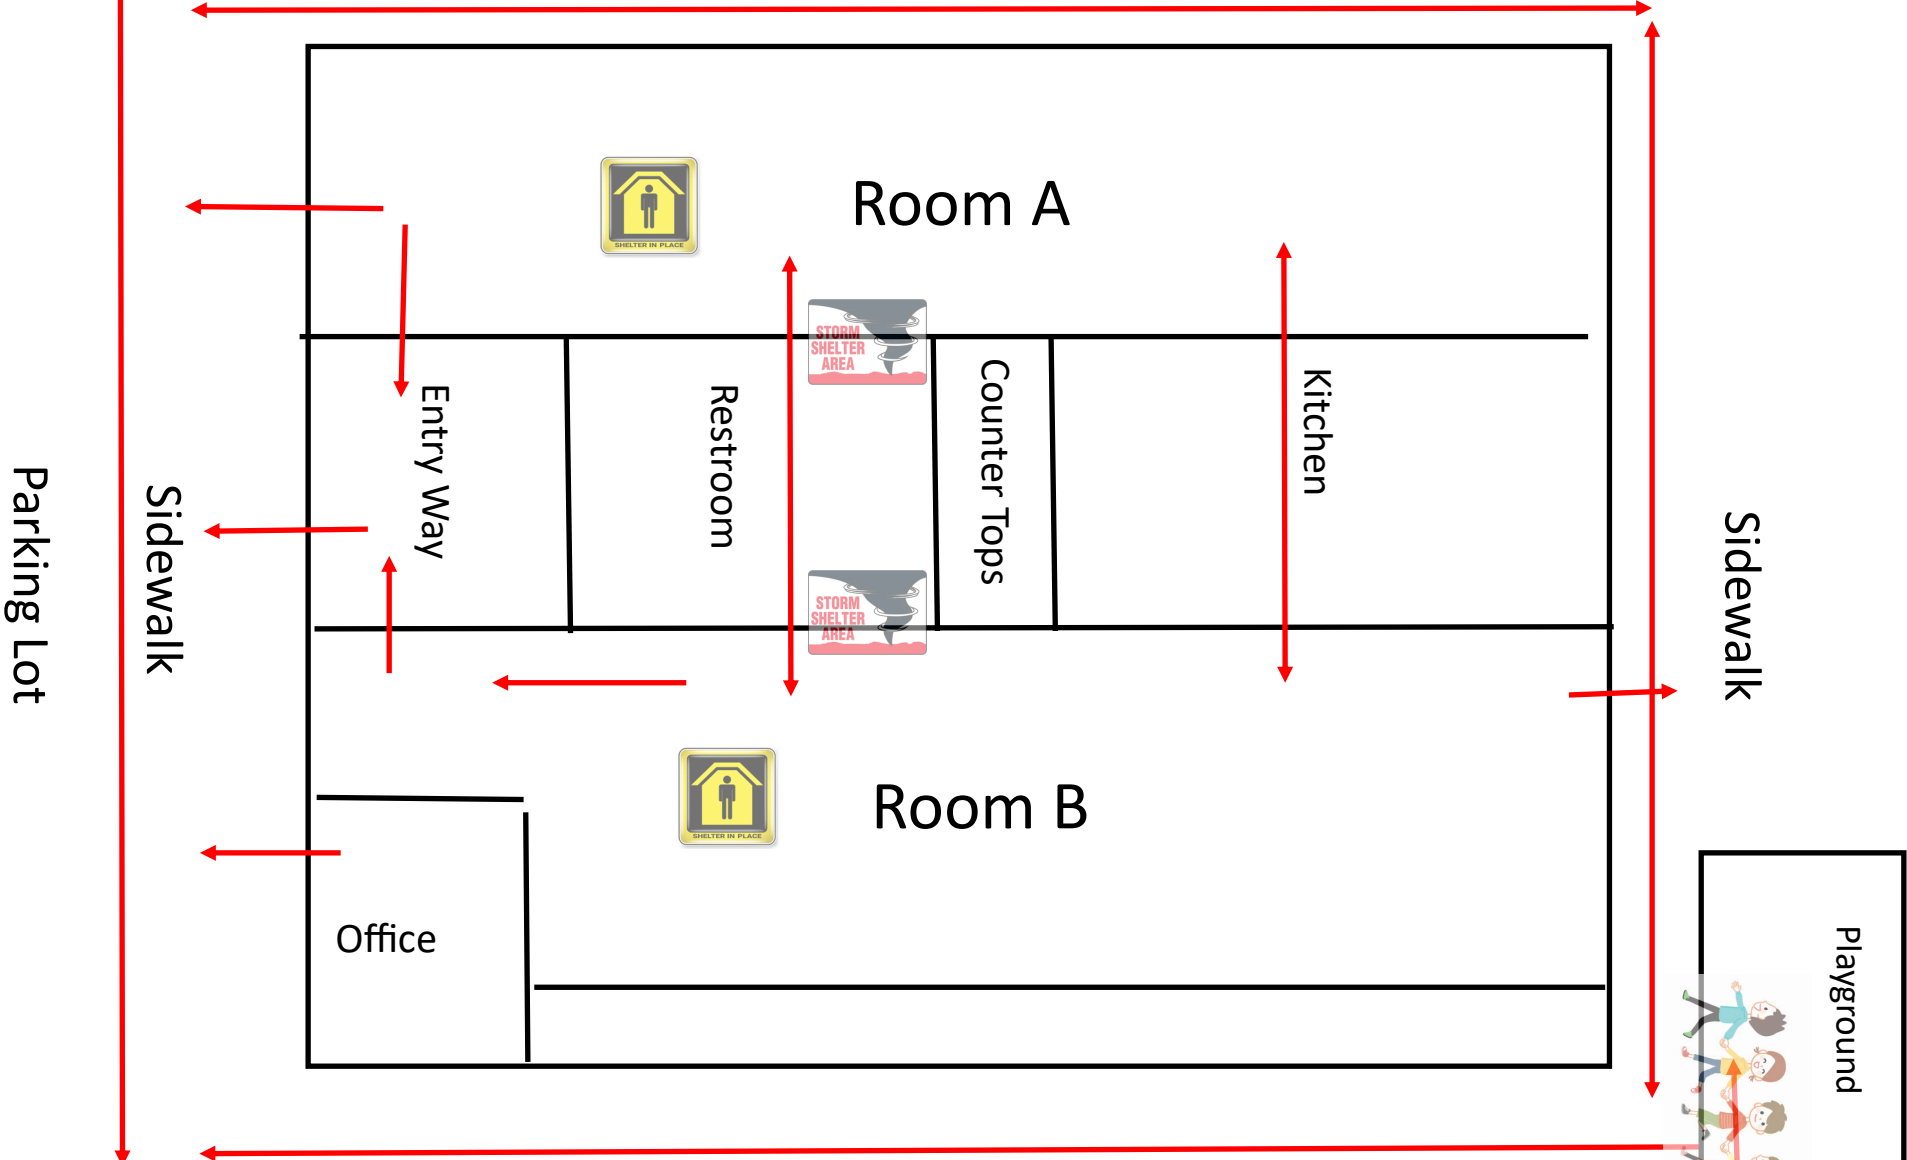 SHELTER IN PLACE
Room A
STORM
SHELTER
AREA
Entry Way
Restroom
Counter Tops
Kitchen
Parking Lot
Sidewalk
Sidewalk
STORM
SHELTER
AREA
SHELTER IN PLACE
Room B
Office
Playground